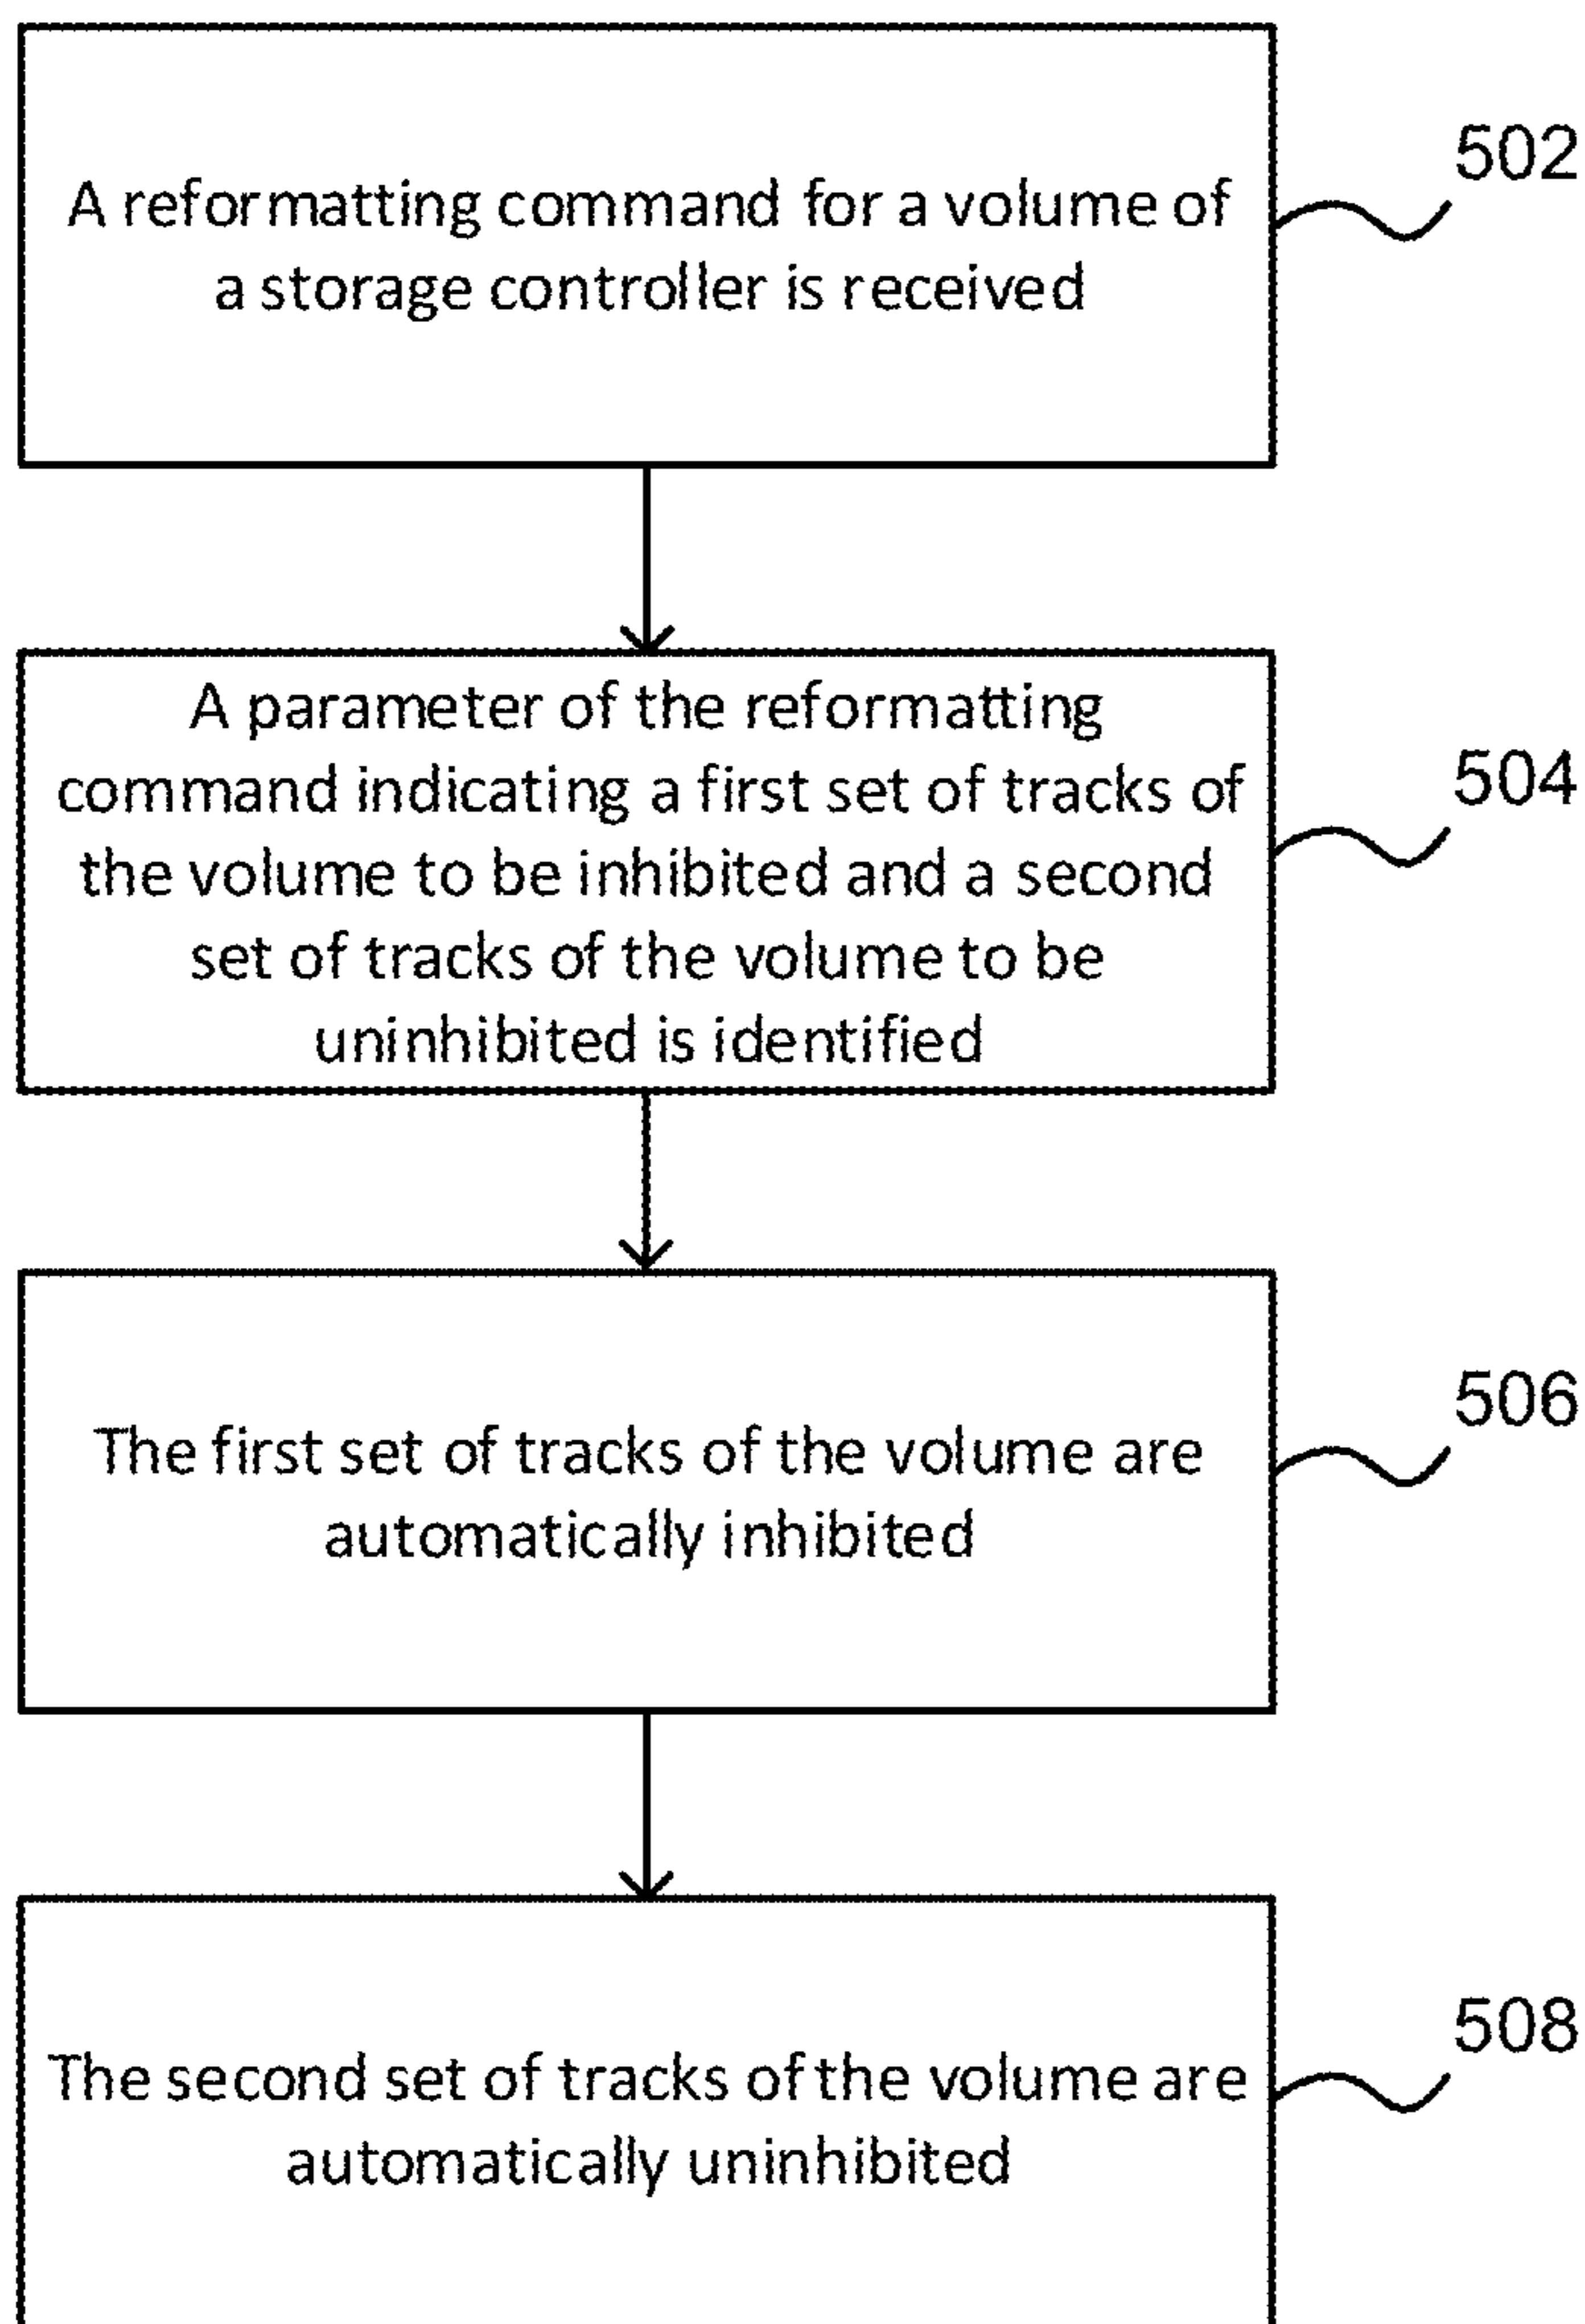 A reformatting command for a volume of
a storage controller is received
502
A parameter of the reformatting
command indicating a first set of tracks of
the volume to be inhibited and a second
set of tracks of the volume to be
uninhibited is identified
504
The first set of tracks of the volume are
automatically inhibited
506
The second set of tracks of the volume are
automatically uninhibited
508